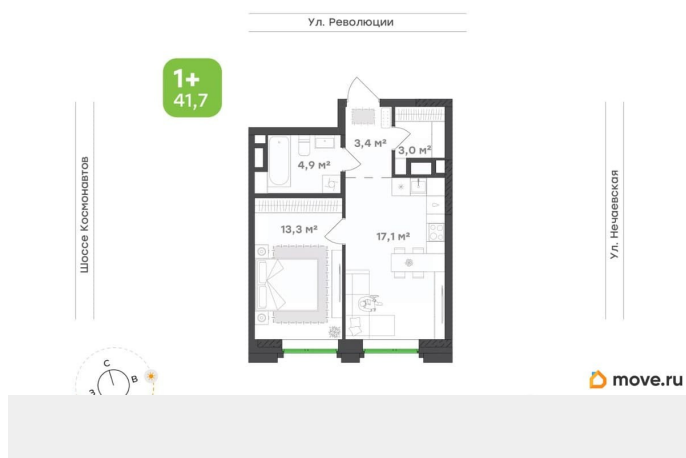 Ул. Революции
1+
41,7
3,4 м²
3,0 м²
4,9 м²
Шоссе Космонавтов
Ул. Нечаевская
13,3 м²
17,1 м²
С
В
З
move.ru